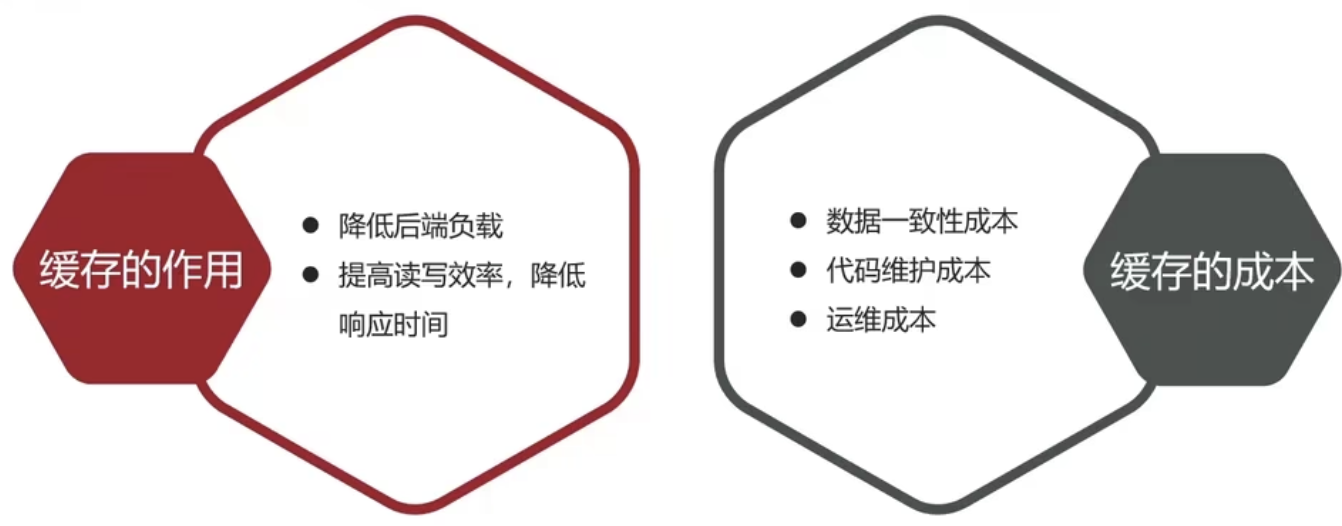 缓存的作用
● 降低后端负载
● 提高读写效率，降低
响应时间
● 数据一致性成本
● 代码维护成本
● 运维成本
缓存的成本